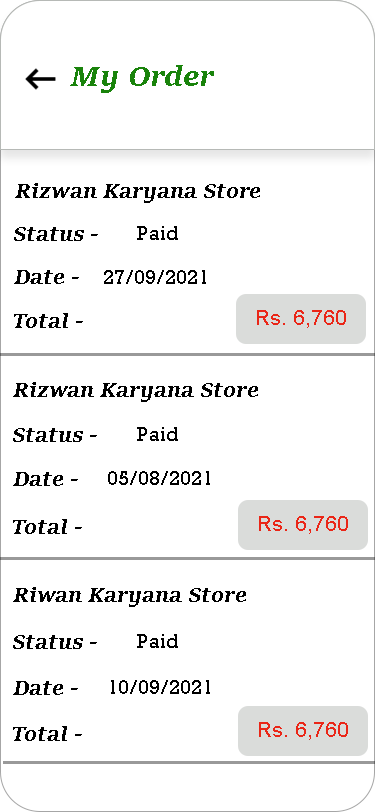 My Order
Rizwan Karyana Store
Status - Paid
Date - 27/09/2021
Total - Rs. 6,760
Rizwan Karyana Store
Status - Paid
Date - 05/08/2021
Total - Rs. 6,760
Riwan Karyana Store
Status - Paid
Date - 10/09/2021
Total - Rs. 6,760